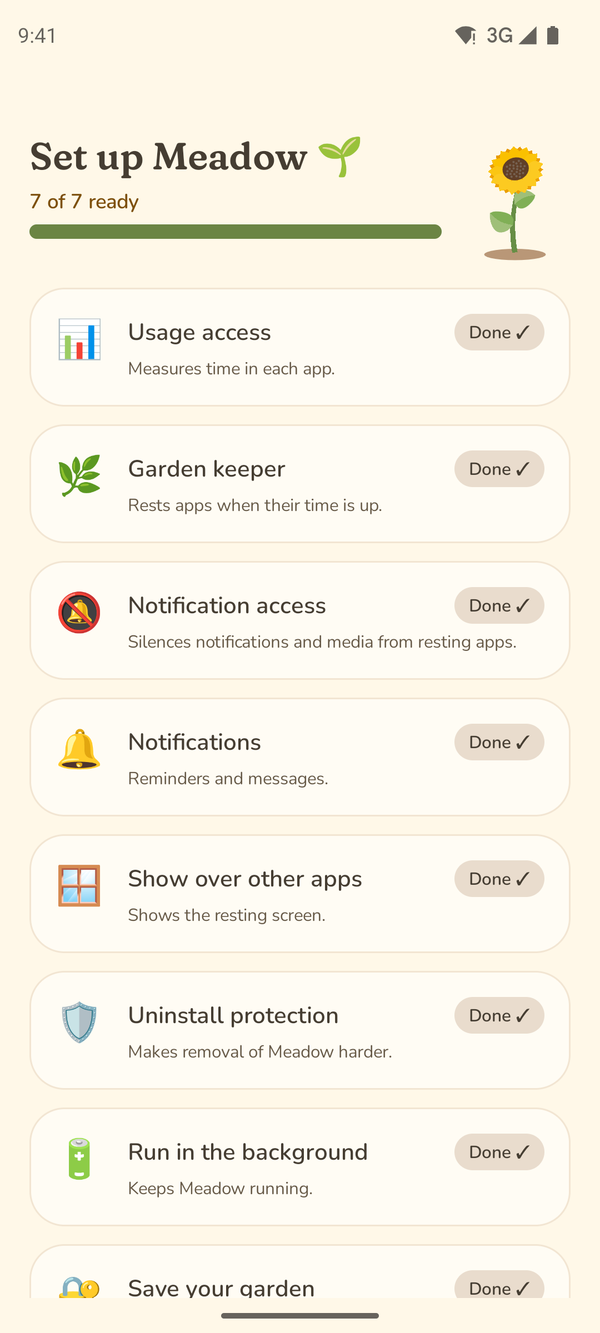 9:41
3G
Set up Meadow
7 of 7 ready
Usage access
Done ✓
Measures time in each app.
Garden keeper
Done ✓
Rests apps when their time is up.
Notification access
Done ✓
Silences notifications and media from resting apps.
Notifications
Done ✓
Reminders and messages.
Show over other apps
Done ✓
Shows the resting screen.
Uninstall protection
Done ✓
Makes removal of Meadow harder.
Run in the background
Done ✓
Keeps Meadow running.
Save your garden
Done ✓